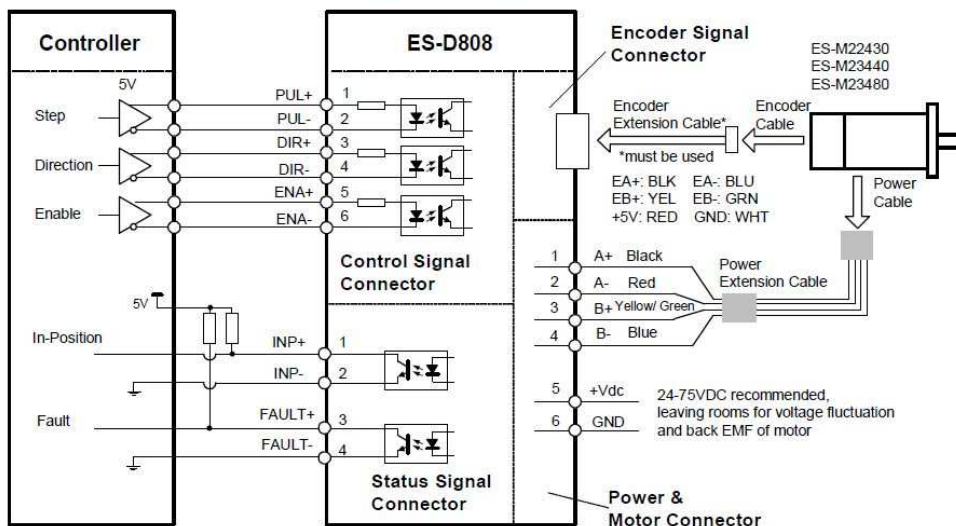 Controller
ES-D808
Encoder Signal
Connector
ES-M22430
ES-M23440
ES-M23480
5V
Step
PUL+
1
PUL-
2
Direction
DIR+
3
DIR-
4
Enable
ENA+
5
ENA-
6
Control Signal
Connector
Encoder
Extension Cable*
*must be used
Encoder
Cable
EA+: BLK EA-: BLU
EB+: YEL EB-: GRN
+5V: RED GND: WHT
Power
Cable
1 A+ Black
2 A- Red
3 B+ Yellow/ Green
4 B- Blue
Power
Extension Cable
5V
In-Position
INP+
1
INP-
2
Fault
FAULT+
3
FAULT-
4
Status Signal
Connector
5 +Vdc
6 GND
24-75VDC recommended,
leaving rooms for voltage fluctuation
and back EMF of motor
Power &
Motor Connector